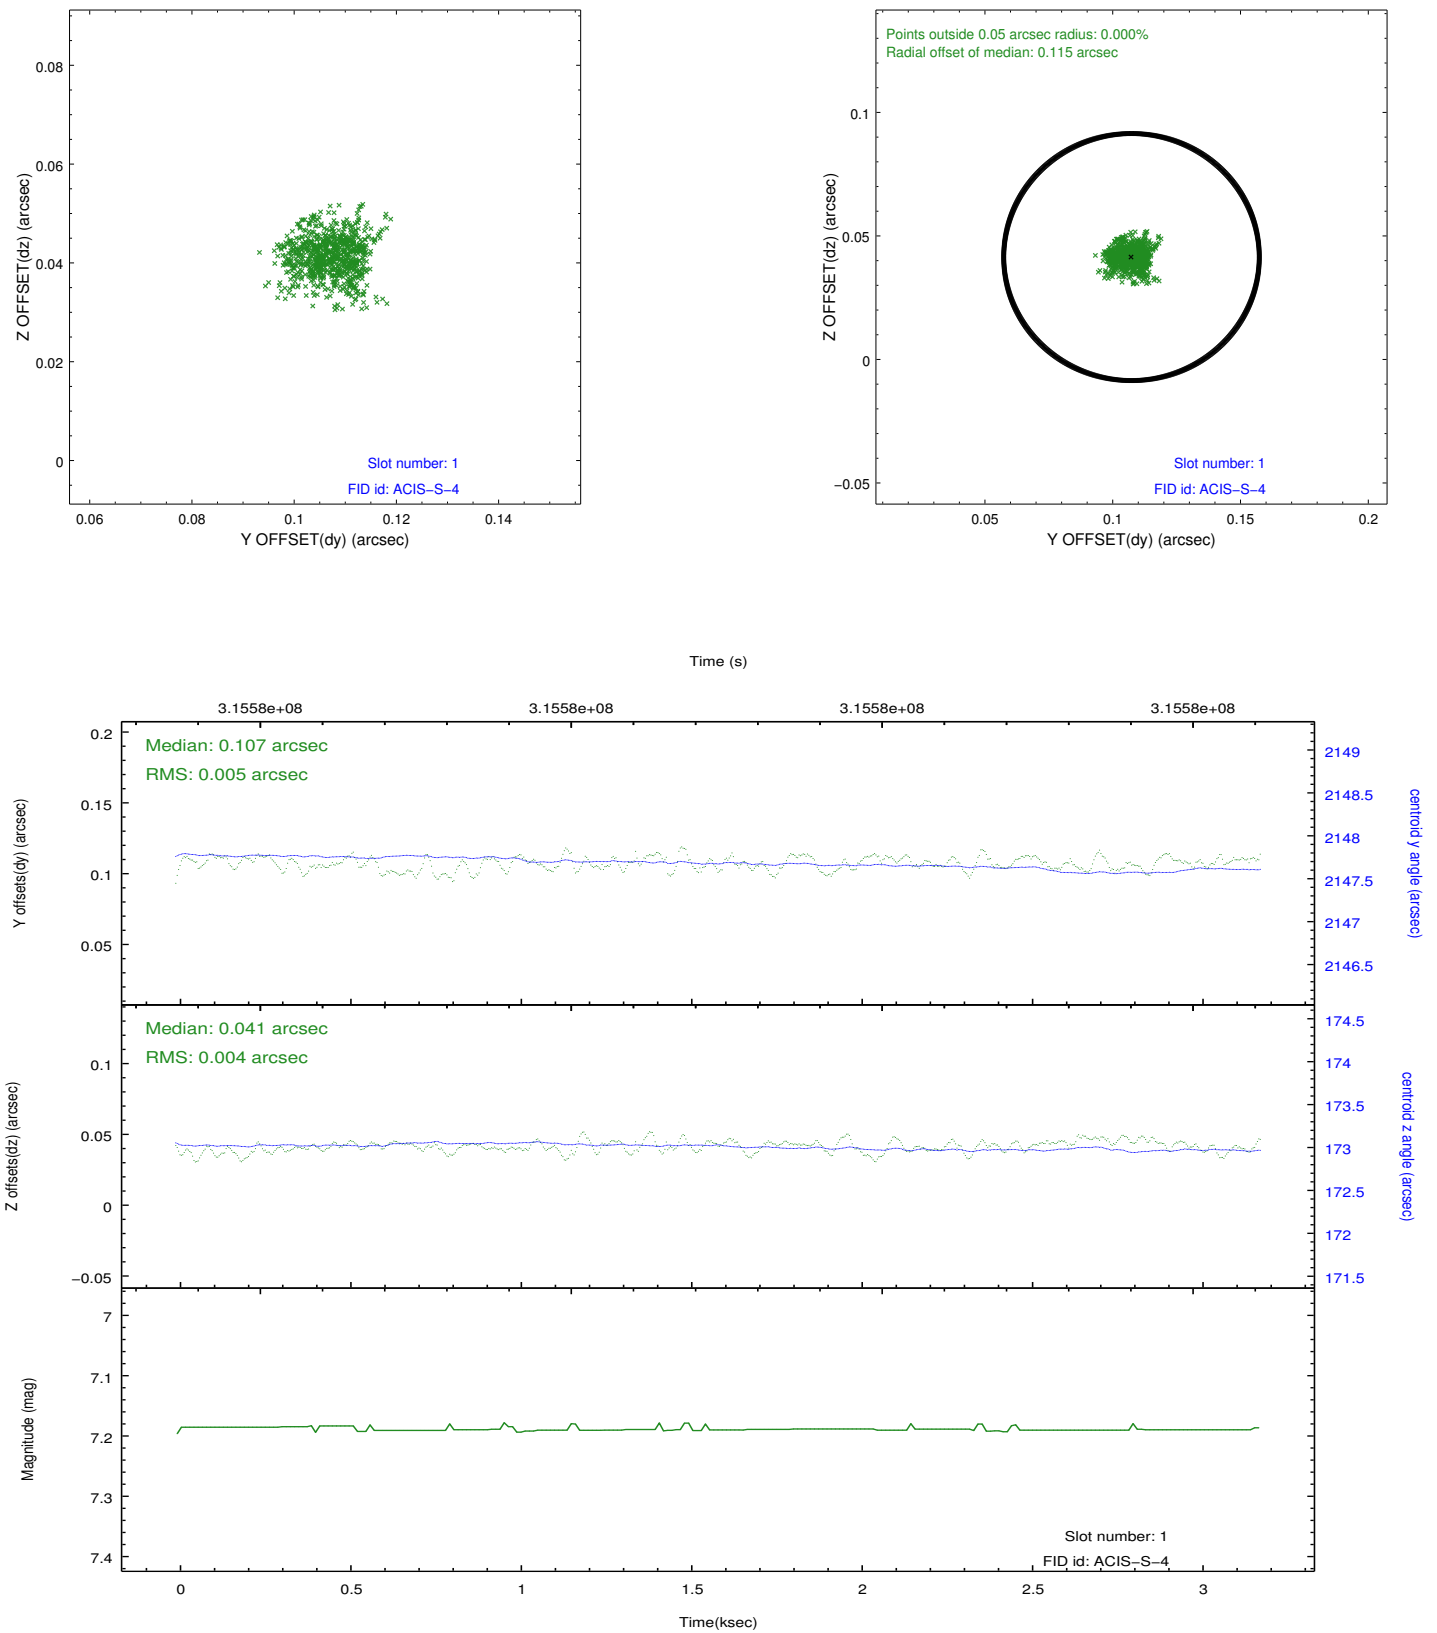 0.08
0.06
0.04
0.02
0
Z OFFSET(dz) (arcsec)
Slot number: 1
FID id: ACIS−S−4
0.06 0.08 0.1 0.12 0.14
Y OFFSET(dy) (arcsec)
Points outside 0.05 arcsec radius: 0.000%
Radial offset of median: 0.115 arcsec
0.1
0.05
0
−0.05
Z OFFSET(dz) (arcsec)
Slot number: 1
FID id: ACIS−S−4
0.05 0.1 0.15 0.2
Y OFFSET(dy) (arcsec)
Time (s)
3.1558e+08 3.1558e+08 3.1558e+08 3.1558e+08
Median: 0.107 arcsec
RMS: 0.005 arcsec
0.2
0.15
0.1
0.05
Y offsets(dy) (arcsec)
2149
2148.5
2148
2147.5
2147
2146.5
centroid y angle (arcsec)
Median: 0.041 arcsec
RMS: 0.004 arcsec
0.1
0.05
0
−0.05
Z offsets(dz) (arcsec)
174.5
174
173.5
173
172.5
172
171.5
centroid z angle (arcsec)
7
7.1
7.2
7.3
7.4
Magnitude (mag)
Slot number: 1
FID id: ACIS−S−4
0 0.5 1 1.5 2 2.5 3
Time(ksec)